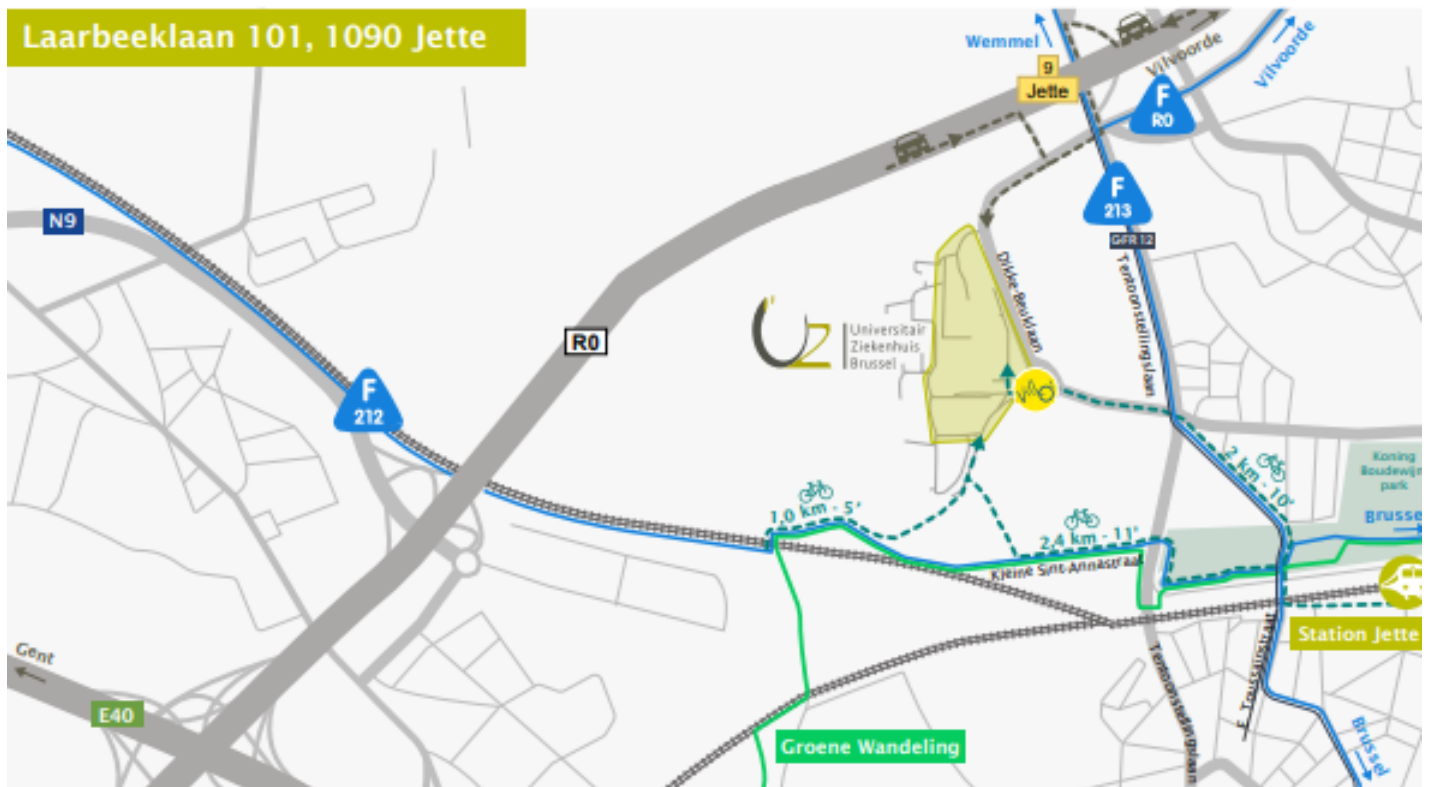 Laarbeeklaan 101, 1090 Jette
Wemmel
9
Jette
Vilvoorde
Vilvoorde
F
R0
N9
F
213
GFR 12
Tentoonstellingslaan
Dikke-Beuklaan
Universitair
Ziekenhuis
Brussel
R0
F
212
Koning
Boudewijn
park
2 km - 10'
1,0 km - 5'
2,4 km - 11'
Brussel
Kleine Sint-Annastraat
Gent
E40
Station Jette
Tentoonstellingslaan
Groene Wandeling
Brussel